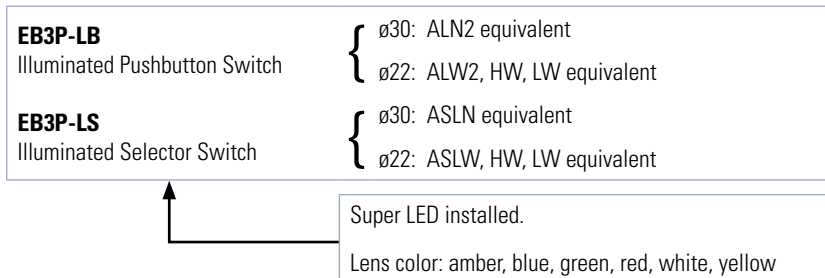 EB3P-LB
Illuminated Pushbutton Switch
ø30: ALN2 equivalent
ø22: ALW2, HW, LW equivalent
EB3P-LS
Illuminated Selector Switch
ø30: ASLN equivalent
ø22: ASLW, HW, LW equivalent
Super LED installed.
Lens color: amber, blue, green, red, white, yellow